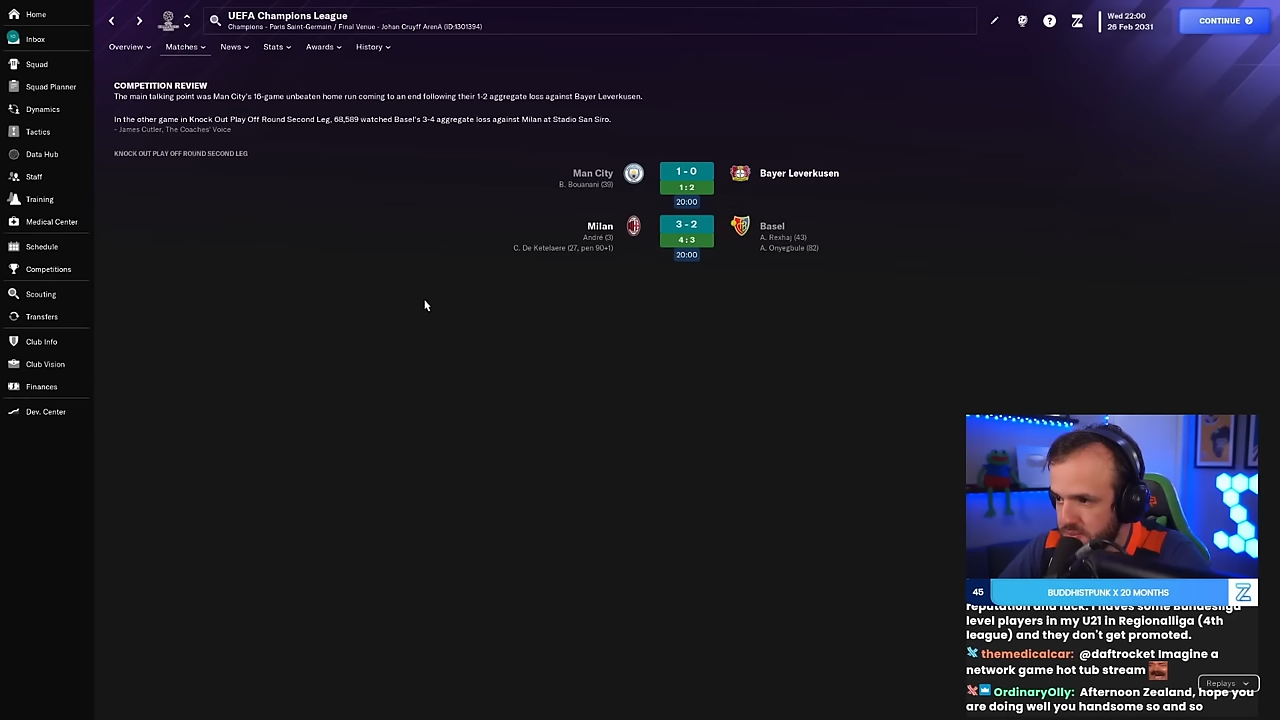 Home
Inbox
Squad
Squad Planner
Dynamics
Tactics
Data Hub
Staff
Training
Medical Center
Schedule
Competitions
Scouting
Transfers
Club Info
Club Vision
Finances
Dev. Center
UEFA Champions League
Champions - Paris Saint-Germain / Final Venue - Johan Cruyff ArenA (ID:1301394)
Wed 22:00
26 Feb 2031
CONTINUE
Overview
Matches
News
Stats
Awards
History
COMPETITION REVIEW
The main talking point was Man City's 16-game unbeaten home run coming to an end following their 1-2 aggregate loss against Bayer Leverkusen.
In the other game in Knock Out Play Off Round Second Leg, 68,589 watched Basel's 3-4 aggregate loss against Milan at Stadio San Siro.
- James Cutler, The Coaches' Voice
KNOCK OUT PLAY OFF ROUND SECOND LEG
Man City 1 - 0 Bayer Leverkusen
B. Bouanani (39) 1 : 2
20:00
Milan 3 - 2 Basel
André (3) 4 : 3 A. Rexhaj (43)
C. De Ketelaere (27, pen 90+1) A. Onyegbule (82)
20:00
45 BUDDHISTPUNK X 20 MONTHS Z
reputation and luck. I haves some Bundesliga
level players in my U21 in Regionalliga (4th
league) and they don't get promoted.
themedicalcar: @daftrocket Imagine a
network game hot tub stream
Replays
OrdinaryOlly: Afternoon Zealand, hope you
are doing well you handsome so and so